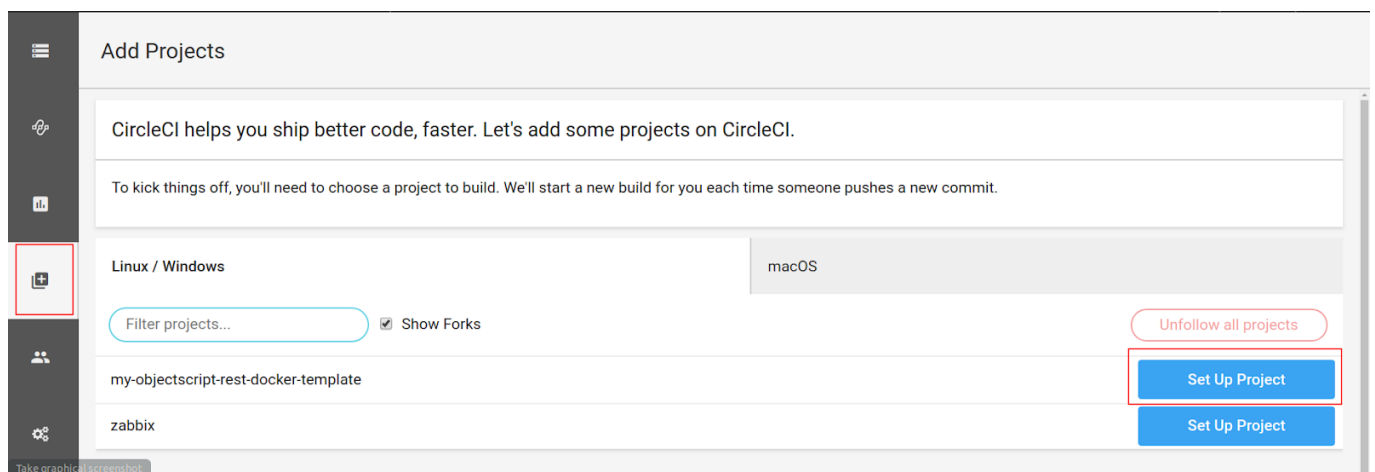 Add Projects
CircleCI helps you ship better code, faster. Let's add some projects on CircleCI.
To kick things off, you'll need to choose a project to build. We'll start a new build for you each time someone pushes a new commit.
Linux / Windows
macOS
Filter projects...
Show Forks
Unfollow all projects
my-objectscript-rest-docker-template
Set Up Project
zabbix
Set Up Project
Take graphical screenshot